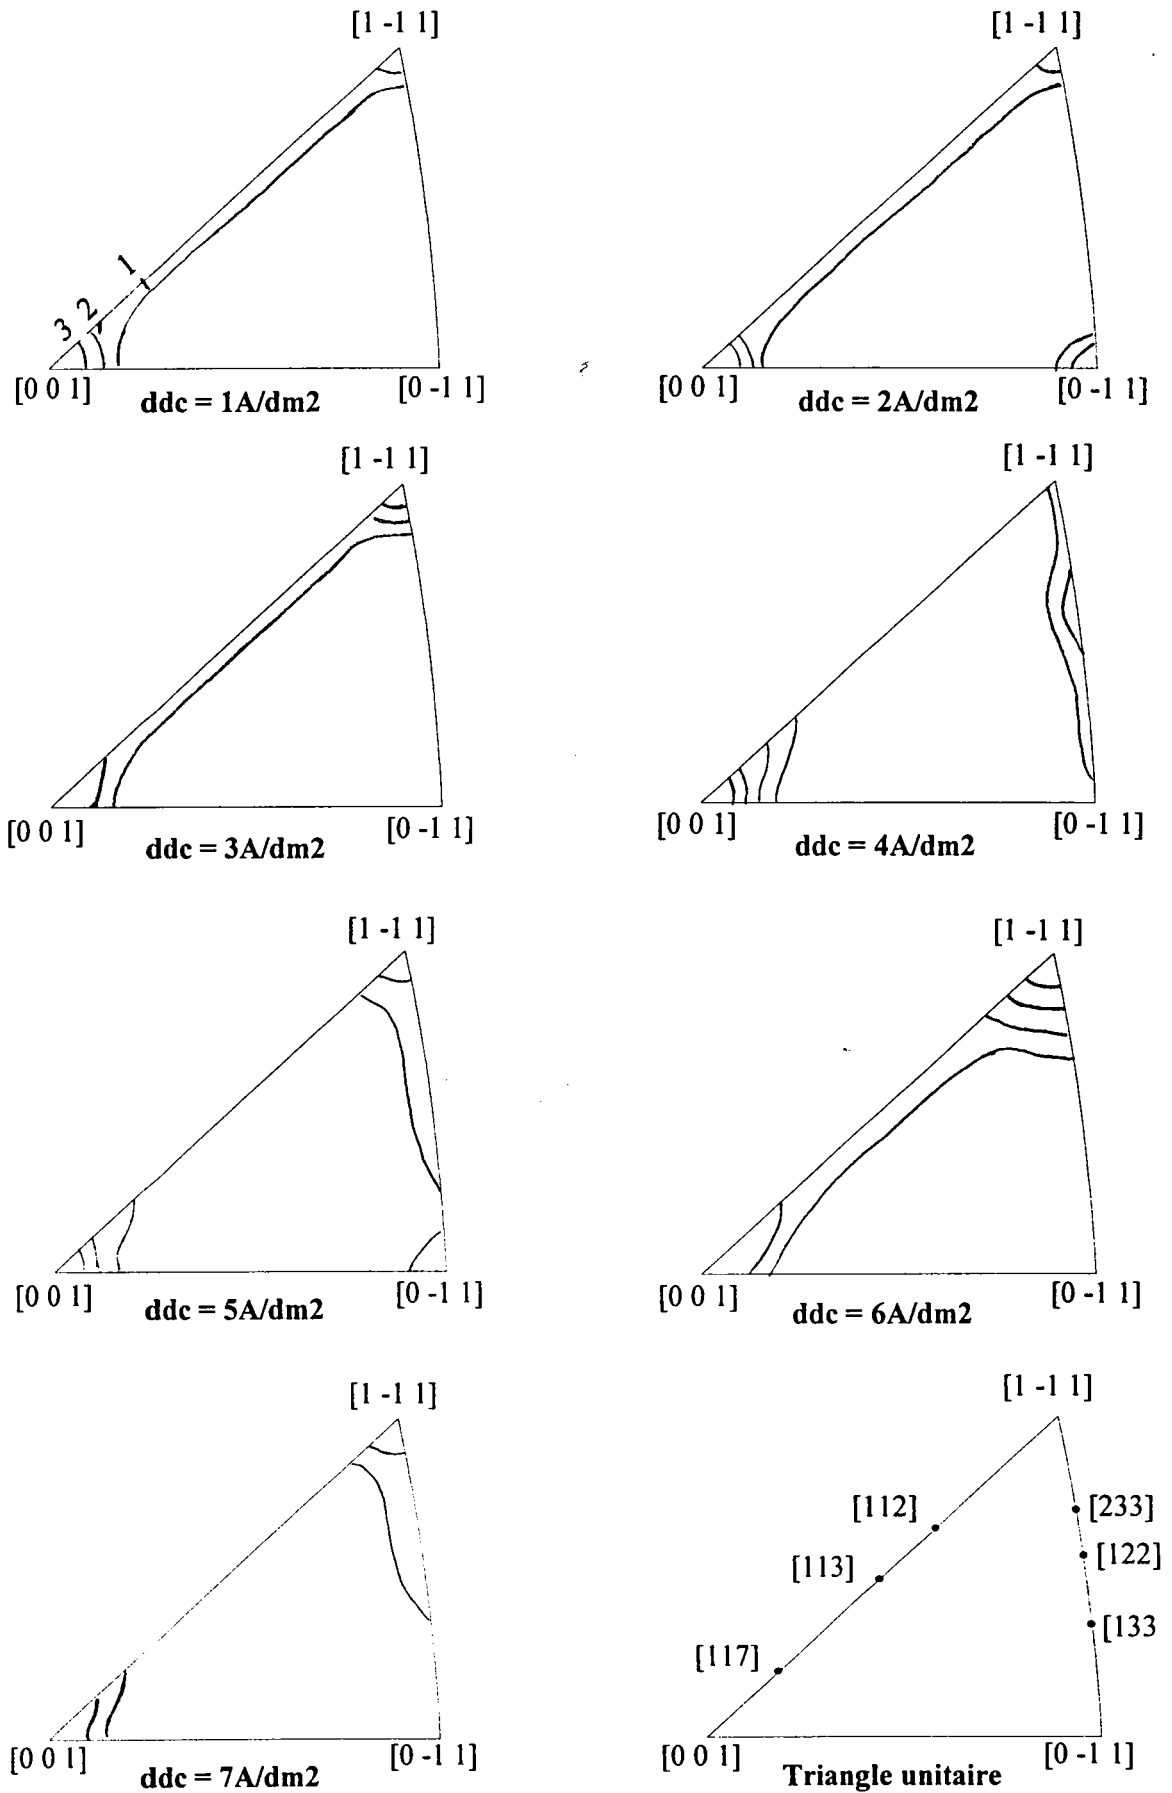 [1 -1 1]
[1 -1 1]
1
2
3
[0 0 1]
[0 -1 1]
ddc = 1A/dm2
[0 0 1]
[0 -1 1]
ddc = 2A/dm2
[1 -1 1]
[1 -1 1]
[0 0 1]
[0 -1 1]
ddc = 3A/dm2
[0 0 1]
[0 -1 1]
ddc = 4A/dm2
[1 -1 1]
[1 -1 1]
[0 0 1]
[0 -1 1]
ddc = 5A/dm2
[0 0 1]
[0 -1 1]
ddc = 6A/dm2
[1 -1 1]
[1 -1 1]
[112]
[233]
[122]
[113]
[133
[117]
[0 0 1]
[0 -1 1]
ddc = 7A/dm2
[0 0 1]
[0 -1 1]
Triangle unitaire